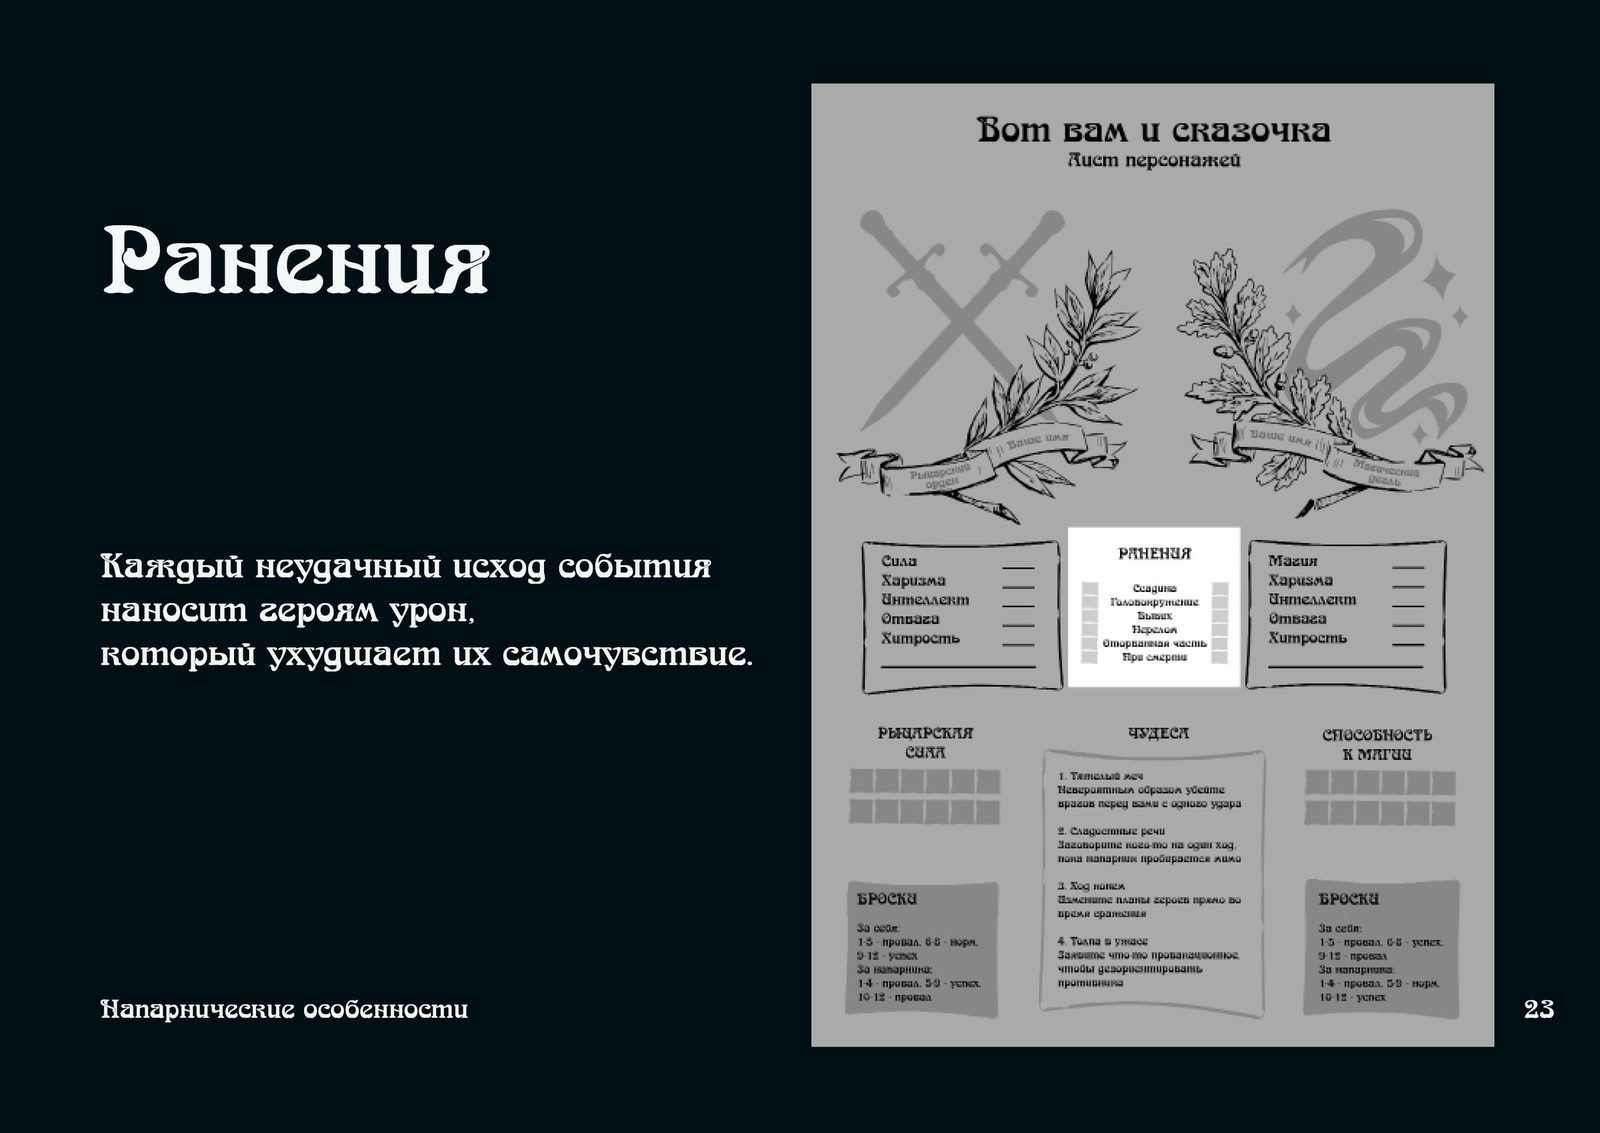 Ранения
Каждый неудачный исход события
наносит героям урон,
который ухудшает их самочувствие.
Напарнические особенности
Вот вам и сказочка
Лист персонажей
Рыцарский
орден
Ваше имя
Ваше имя
Магический
Сила
Харизма
Интеллект
Отвага
Хитрость
РАНЕНИЯ
Ссадина
Головокружение
Вывих
Перелом
Оторванная часть
При смерти
Магия
Харизма
Интеллект
Отвага
Хитрость
РЫЦАРСКАЯ
СИЛА
ЧУДЕСА
1. Тяжелый меч
Невероятным образом убейте
врагов перед вами с одного удара
2. Сладостные речи
Заговорите кого-то на один ход,
пока напарник пробирается мимо
3. Ход конем
Измените планы героев прямо во
время сражения
4. Толпа в ужасе
Заявите что-то провокационное,
чтобы дезориентировать
противника
СПОСОБНОСТЬ
К МАГИИ
БРОСКИ
За себя:
1-5 - провал, 6-8 - норм,
9-12 - успех
За напарника:
1-4 - провал, 5-9 - успех,
10-12 - провал
БРОСКИ
За себя:
1-5 - провал, 6-8 - успех,
9-12 - провал
За напарника:
1-4 - провал, 5-9 - норм,
10-12 - успех
23